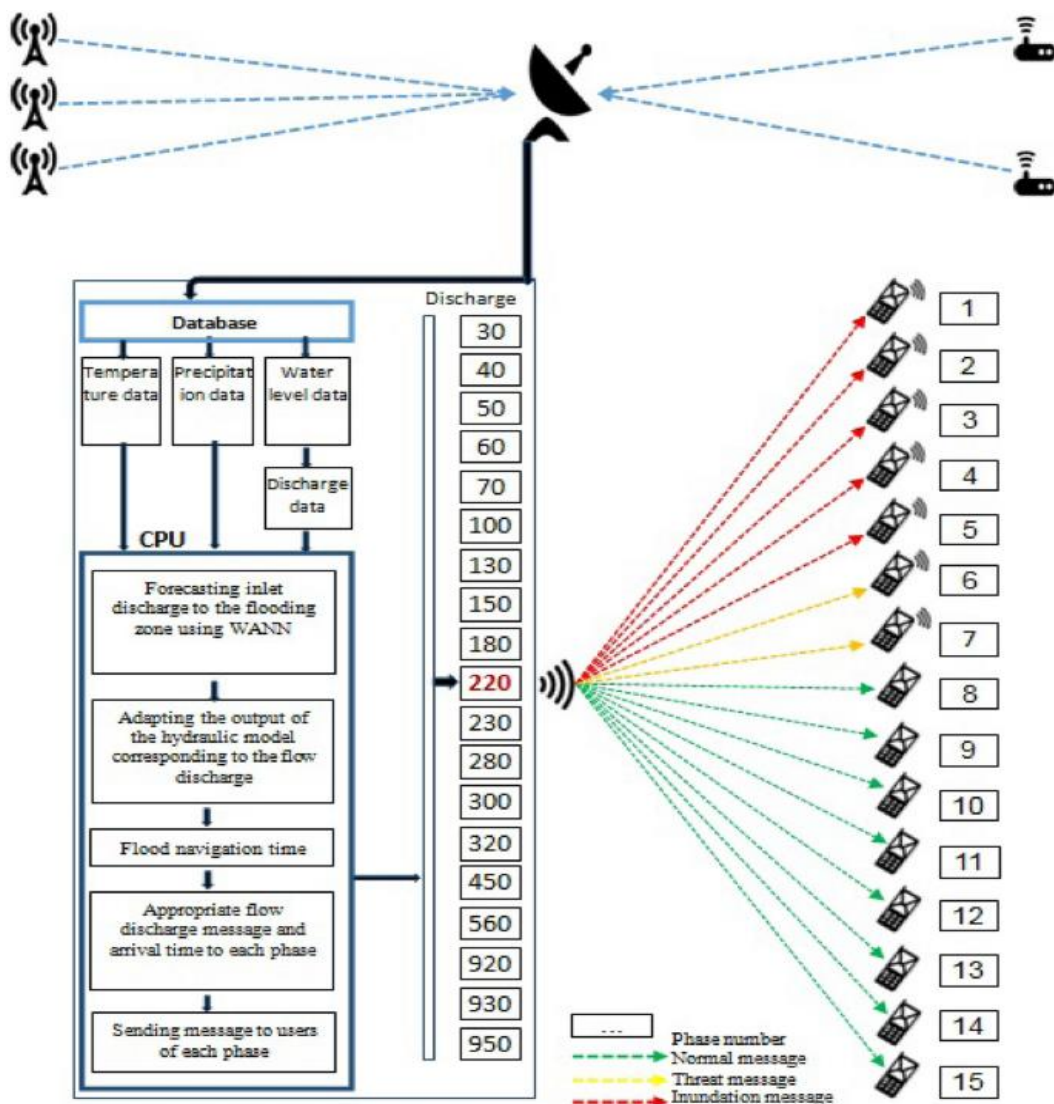 Discharge
Database
Tempera
ture data
Precipitat
ion data
Water
level data
Discharge
data
CPU
Forecasting inlet
discharge to the flooding
zone using WANN
Adapting the output of
the hydraulic model
corresponding to the flow
discharge
Flood navigation time
Appropriate flow
discharge message and
arrival time to each phase
Sending message to users
of each phase
30
40
50
60
70
100
130
150
180
220
230
280
300
320
450
560
920
930
950
1
2
3
4
5
6
7
8
9
10
11
12
13
14
15
...
Phase number
Normal message
Threat message
Inundation message